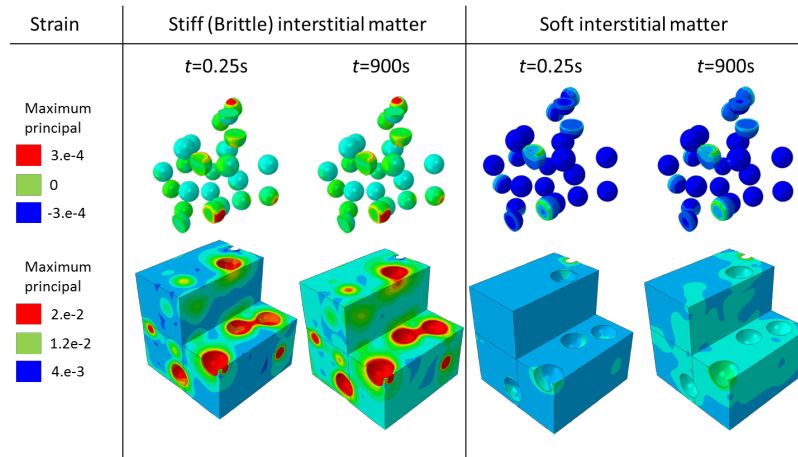 Strain
Stiff (Brittle) interstitial matter
Soft interstitial matter
t=0.25s
t=900s
t=0.25s
t=900s
Maximum
principal
3.e-4
0
-3.e-4
Maximum
principal
2.e-2
1.2e-2
4.e-3